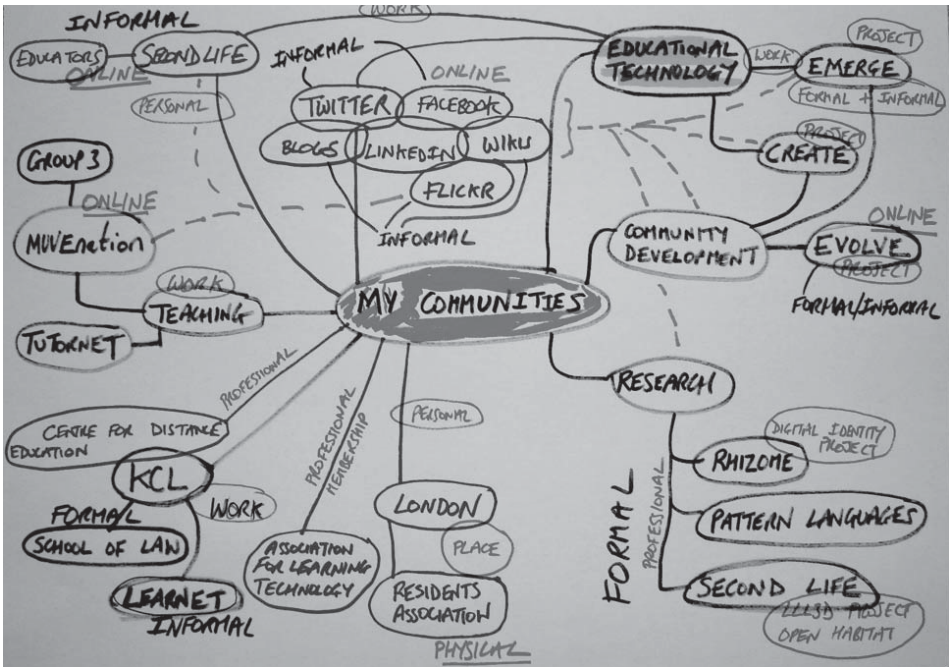 INFORMAL
WORK
EDUCATORS
SECOND LIFE
ONLINE
PERSONAL
INFORMAL
ONLINE
TWITTER
FACEBOOK
BLOGS
LINKEDIN
WIKIS
FLICKR
INFORMAL
EDUCATIONAL
TECHNOLOGY
WORK
PROJECT
EMERGE
FORMAL + INFORMAL
PROJECT
CREATE
COMMUNITY
DEVELOPMENT
ONLINE
EVOLVE
PROJECT
FORMAL/INFORMAL
GROUP 3
ONLINE
MUVEnation
WORK
TEACHING
TUTORNET
MY COMMUNITIES
PROFESSIONAL
CENTRE FOR DISTANCE
EDUCATION
KCL
WORK
FORMAL
SCHOOL OF LAW
LEARNET
INFORMAL
PROFESSIONAL
MEMBERSHIP
ASSOCIATION
FOR LEARNING
TECHNOLOGY
PERSONAL
LONDON
PLACE
RESIDENTS
ASSOCIATION
PHYSICAL
RESEARCH
FORMAL
PROFESSIONAL
DIGITAL IDENTITY
PROJECT
RHIZOME
PATTERN LANGUAGES
SECOND LIFE
LLL3D PROJECT
OPEN HABITAT